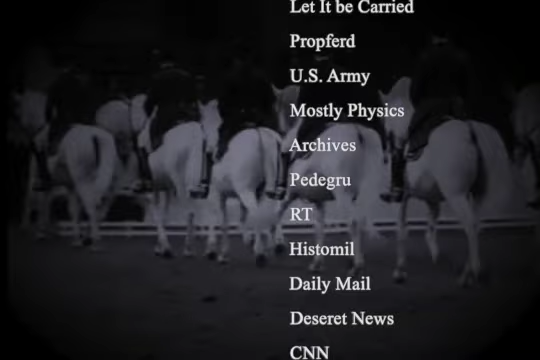 Let It be Carried
Propferd
U.S. Army
Mostly Physics
Archives
Pedegru
RT
Histomil
Daily Mail
Deseret News
CNN